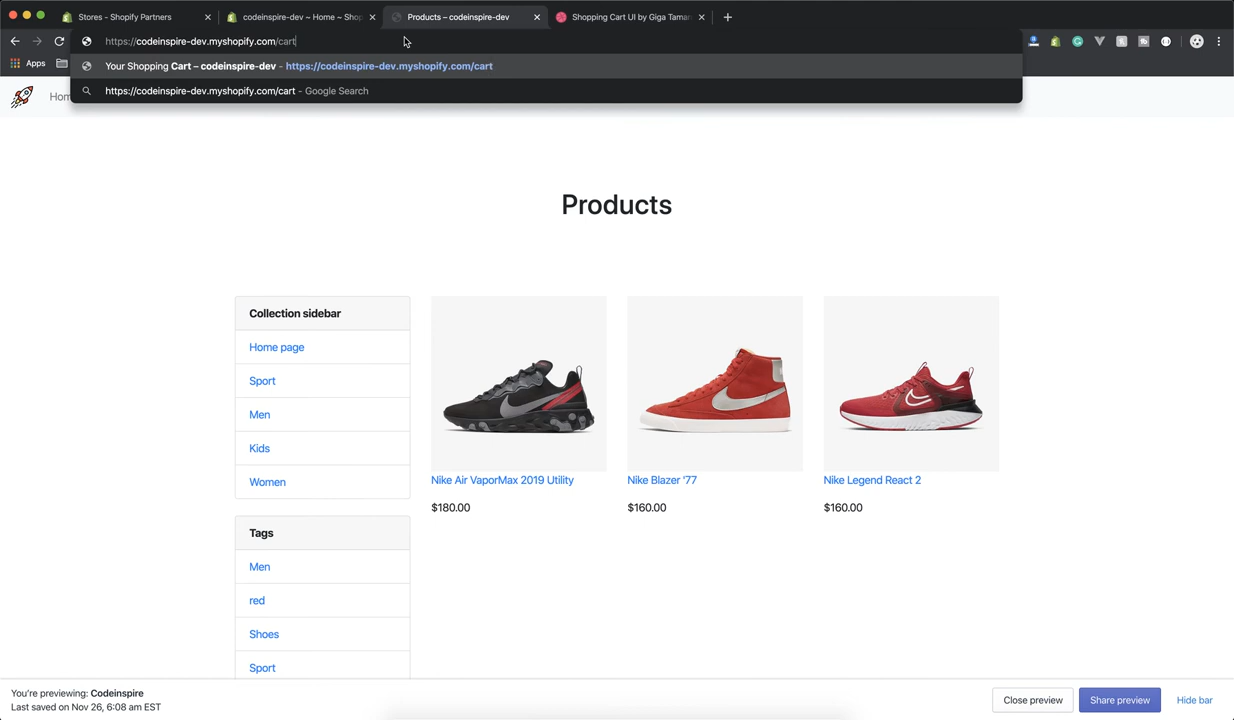 Stores - Shopify Partners
codeinspire-dev ~ Home ~ Shop
Products – codeinspire-dev
Shopping Cart UI by Giga Taman
https://codeinspire-dev.myshopify.com/cart
Apps
Your Shopping Cart – codeinspire-dev - https://codeinspire-dev.myshopify.com/cart
https://codeinspire-dev.myshopify.com/cart - Google Search
Hom
Products
Collection sidebar
Home page
Sport
Men
Kids
Women
Tags
Men
red
Shoes
Sport
Nike Air VaporMax 2019 Utility
$180.00
Nike Blazer '77
$160.00
Nike Legend React 2
$160.00
You're previewing: Codeinspire
Last saved on Nov 26, 6:08 am EST
Close preview
Share preview
Hide bar